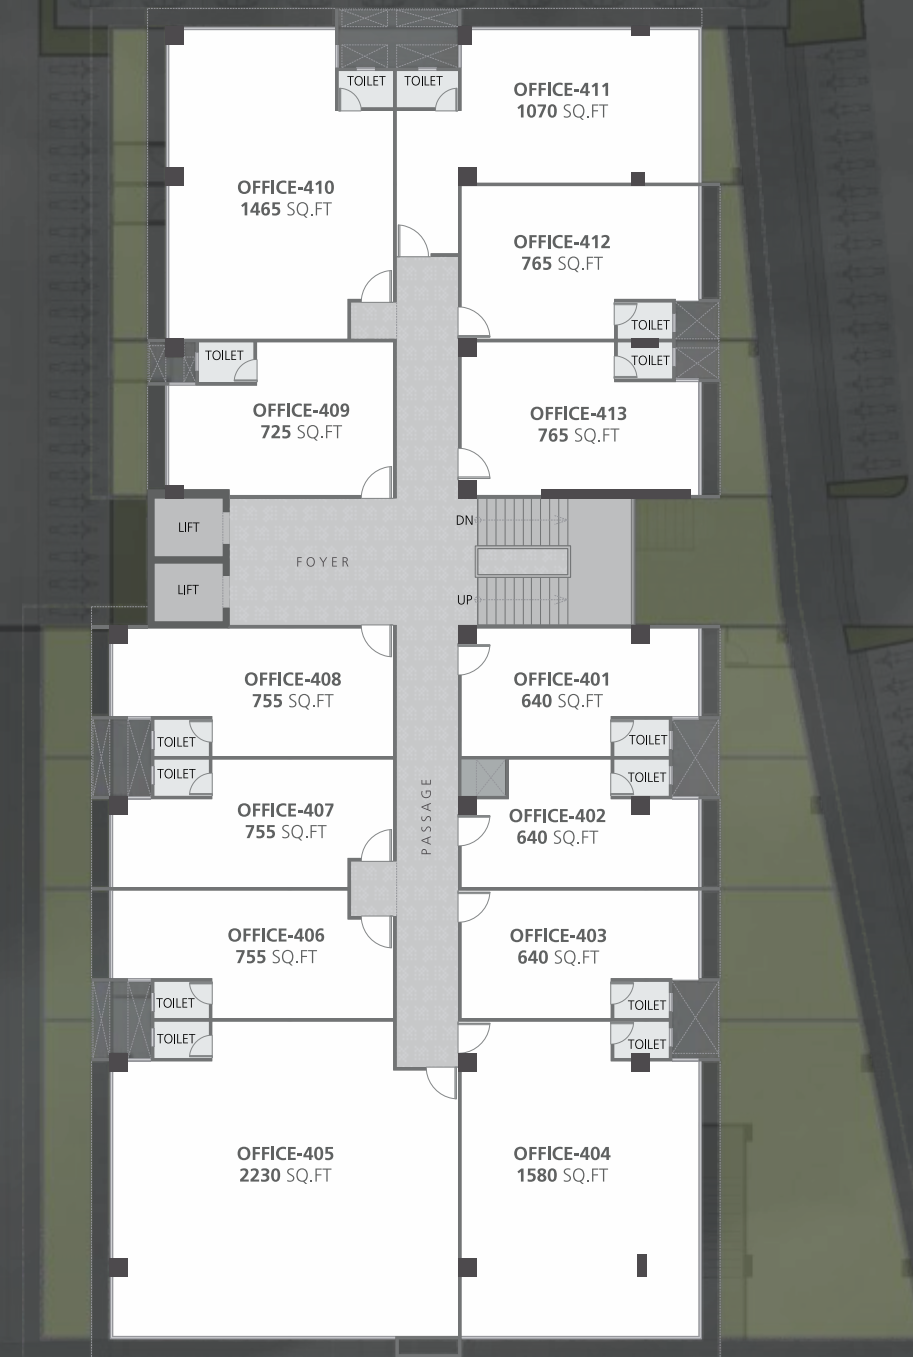 TOILET
TOILET
OFFICE-411
1070 SQ.FT
OFFICE-410
1465 SQ.FT
OFFICE-412
765 SQ.FT
TOILET
TOILET
TOILET
OFFICE-409
725 SQ.FT
OFFICE-413
765 SQ.FT
LIFT
DN
FOYER
LIFT
UP
OFFICE-408
755 SQ.FT
OFFICE-401
640 SQ.FT
TOILET
TOILET
TOILET
TOILET
OFFICE-407
755 SQ.FT
PASSAGE
OFFICE-402
640 SQ.FT
OFFICE-406
755 SQ.FT
OFFICE-403
640 SQ.FT
TOILET
TOILET
TOILET
TOILET
OFFICE-405
2230 SQ.FT
OFFICE-404
1580 SQ.FT